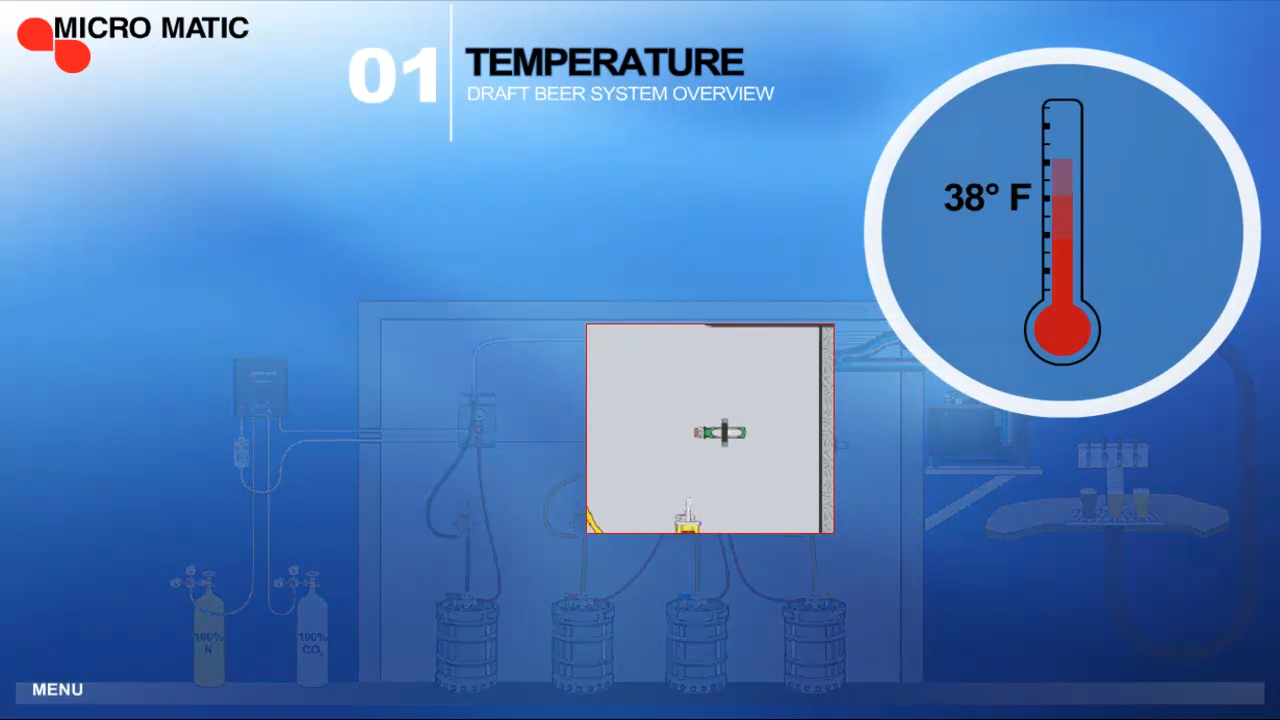 MICRO MATIC
01
TEMPERATURE
DRAFT BEER SYSTEM OVERVIEW
38° F
100%
N
100%
CO₂
MENU